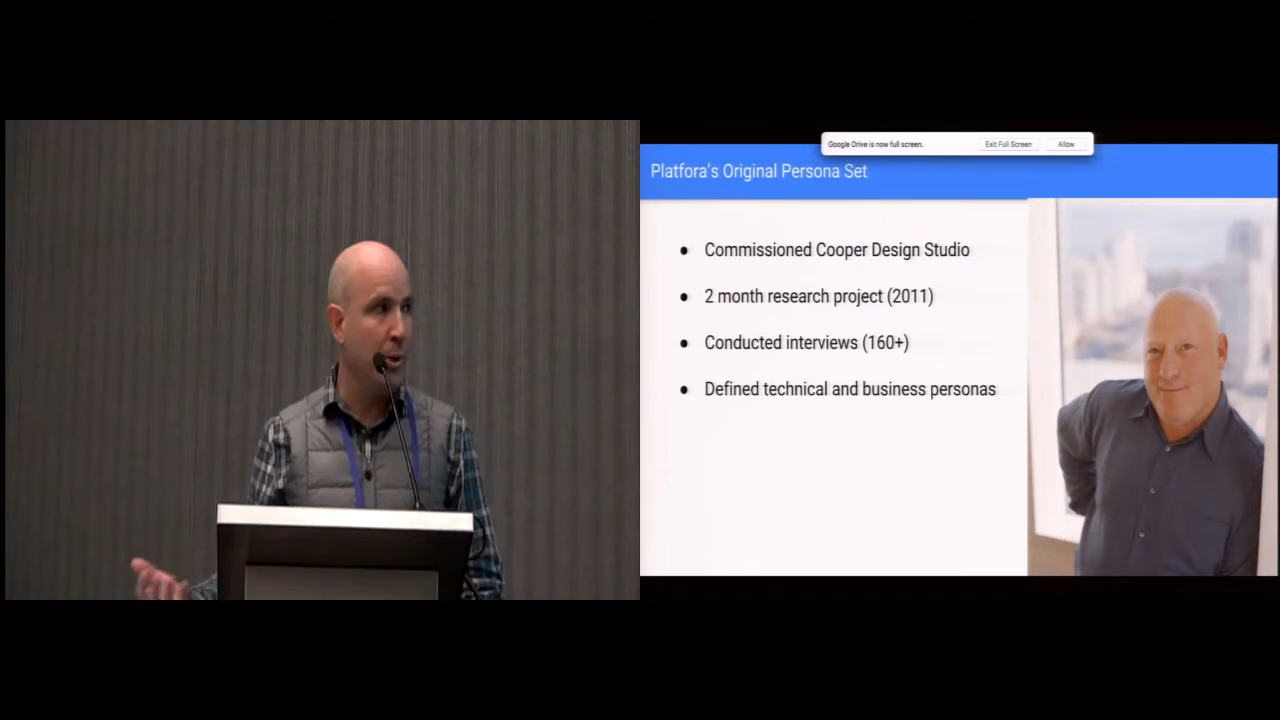 Google Drive is now full screen.
Exit Full Screen
Allow
Platfora's Original Persona Set
● Commissioned Cooper Design Studio
● 2 month research project (2011)
● Conducted interviews (160+)
● Defined technical and business personas